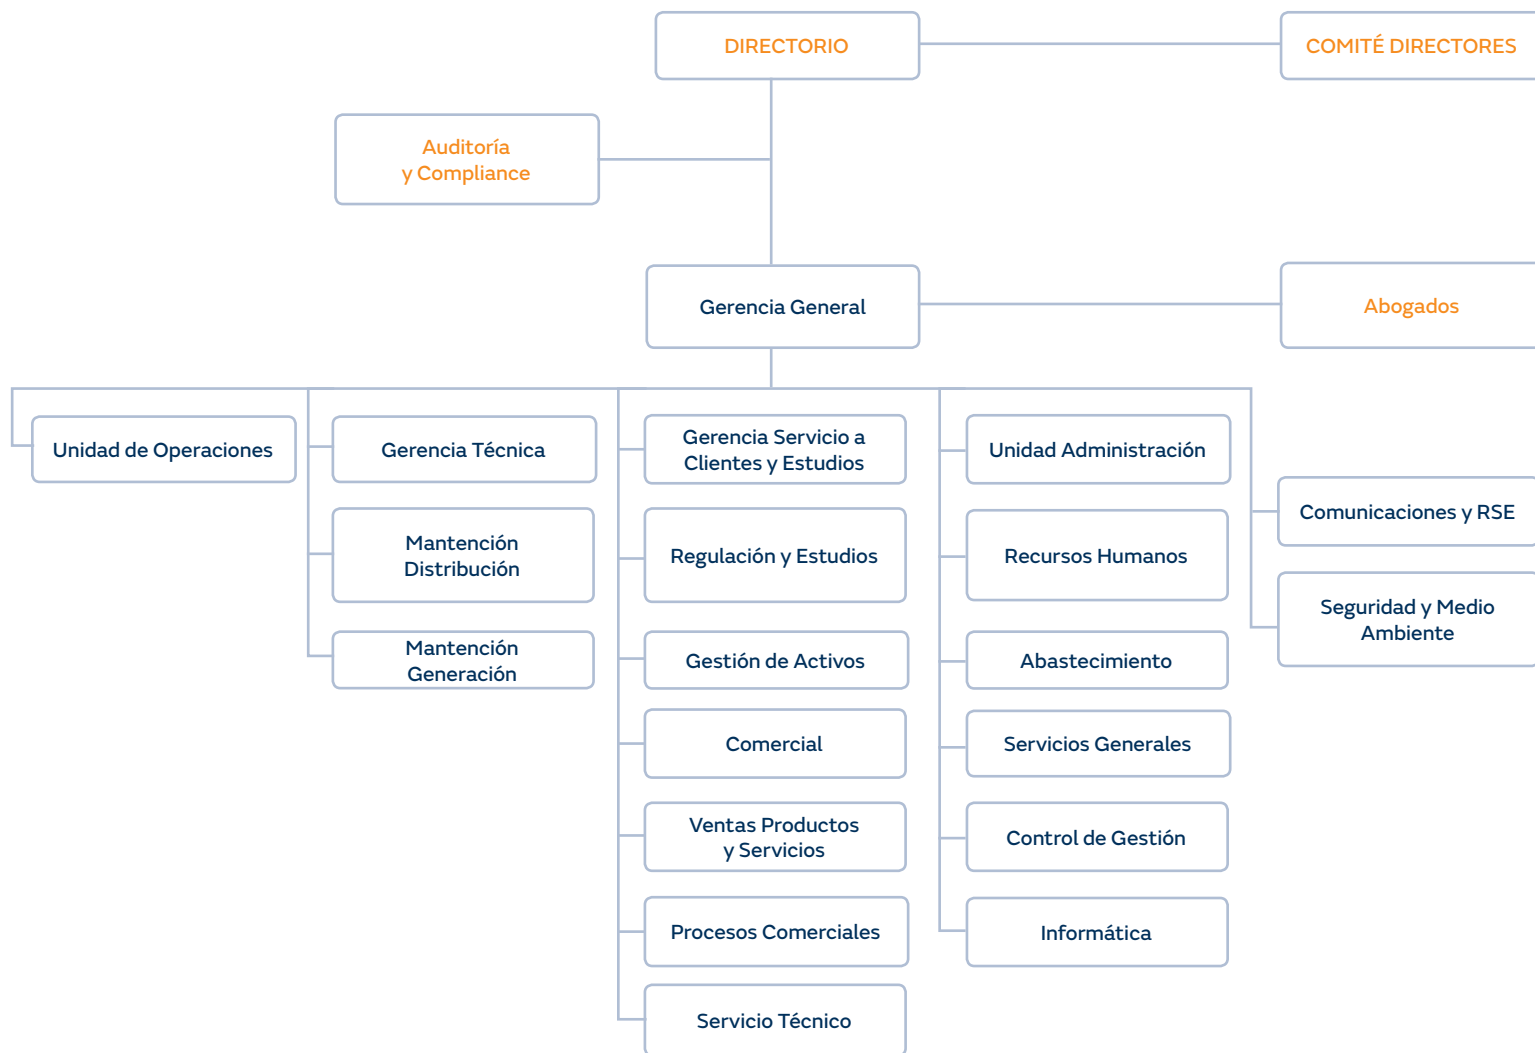 DIRECTORIO
COMITÉ DIRECTORES
Auditoría
y Compliance
Gerencia General
Abogados
Unidad de Operaciones
Gerencia Técnica
Mantención
Distribución
Mantención
Generación
Gerencia Servicio a
Clientes y Estudios
Regulación y Estudios
Gestión de Activos
Comercial
Ventas Productos
y Servicios
Procesos Comerciales
Servicio Técnico
Unidad Administración
Recursos Humanos
Abastecimiento
Servicios Generales
Control de Gestión
Informática
Comunicaciones y RSE
Seguridad y Medio
Ambiente